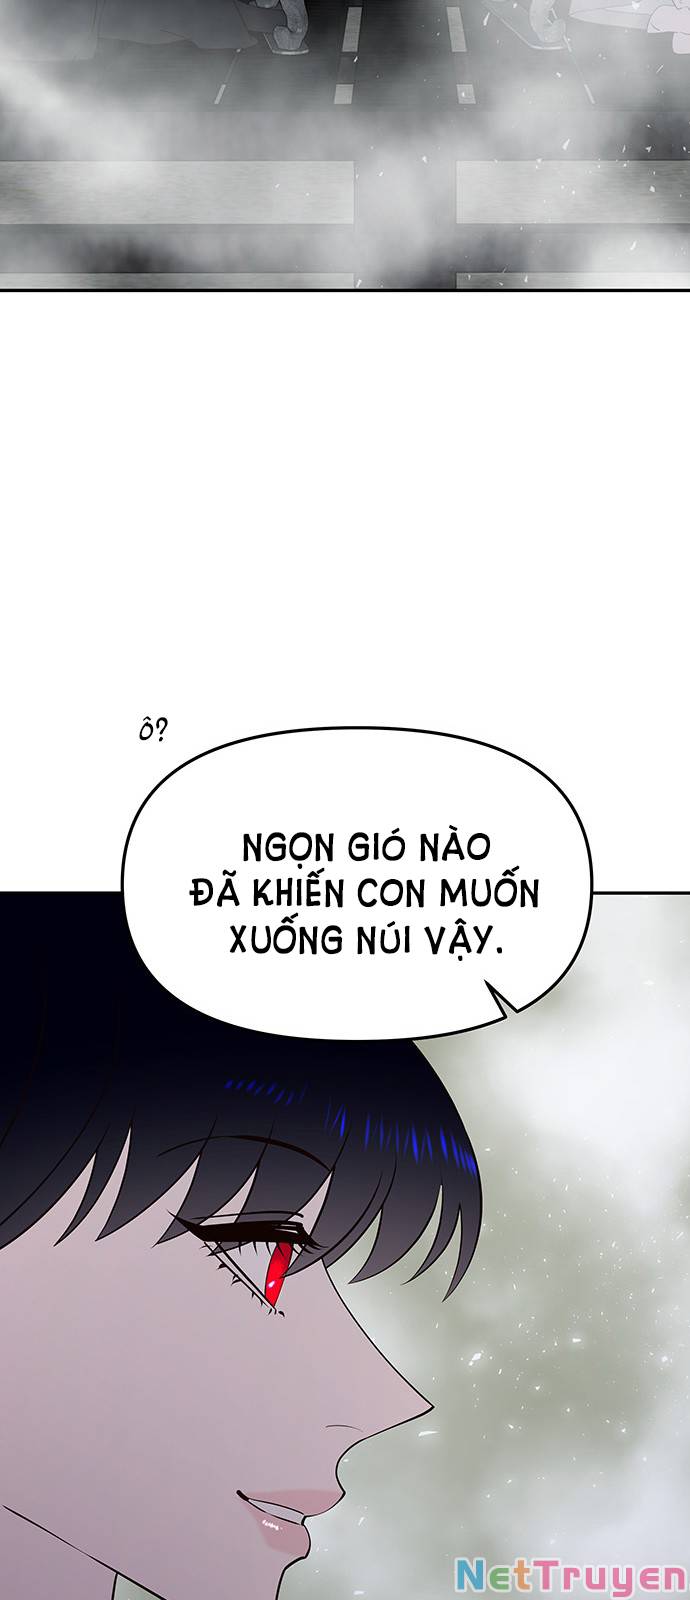 ô?
NGỌN GIÓ NÀO
ĐÃ KHIẾN CON MUỐN
XUỐNG NÚI VẬY.
NetTruyen